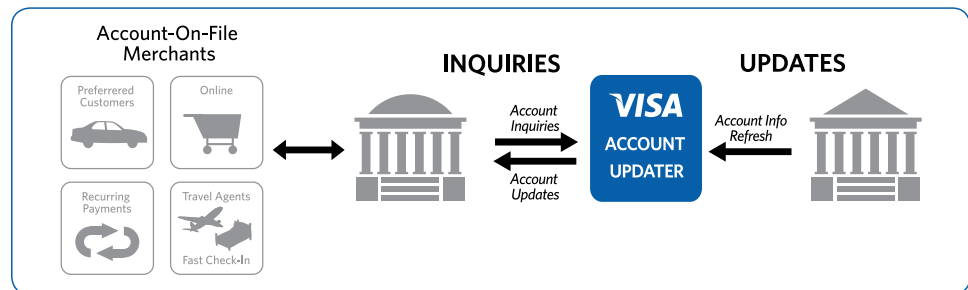 Account-On-File
Merchants
Preferrered
Customers
Online
Recurring
Payments
Travel Agents
Fast Check-In
INQUIRIES
Account
Inquiries
Account
Updates
VISA
ACCOUNT
UPDATER
UPDATES
Account Info
Refresh